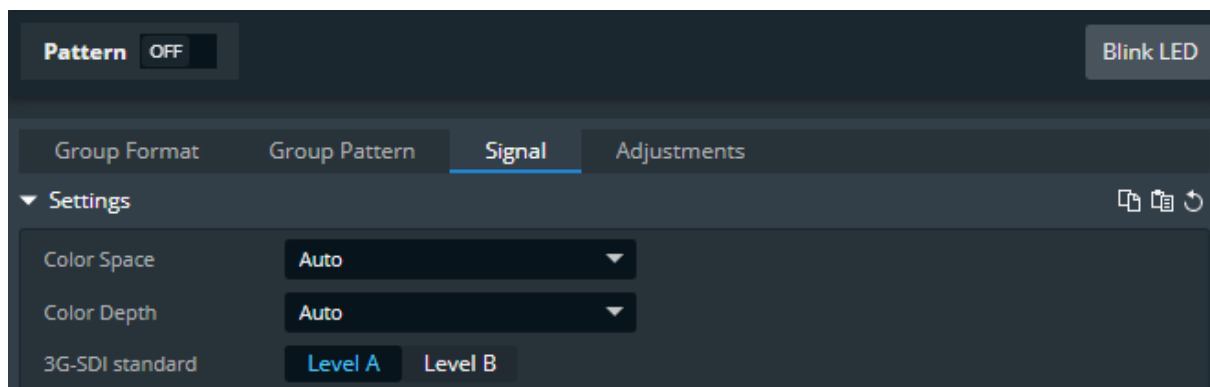 Pattern OFF Blink LED
Group Format Group Pattern Signal Adjustments
Settings
Color Space Auto
Color Depth Auto
3G-SDI standard Level A Level B